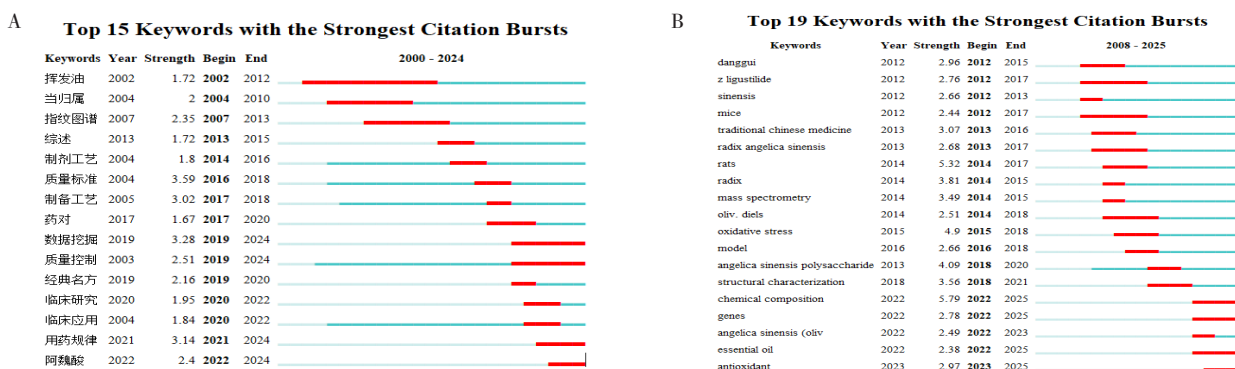 A
Top 15 Keywords with the Strongest Citation Bursts
Keywords Year Strength Begin End 2000 - 2024
挥发油 2002 1.72 2002 2012
当归属 2004 2 2004 2010
指纹图谱 2007 2.35 2007 2013
综述 2013 1.72 2013 2015
制剂工艺 2004 1.8 2014 2016
质量标准 2004 3.59 2016 2018
制备工艺 2005 3.02 2017 2018
药对 2017 1.67 2017 2020
数据挖掘 2019 3.28 2019 2024
质量控制 2003 2.51 2019 2024
经典名方 2019 2.16 2019 2020
临床研究 2020 1.95 2020 2022
临床应用 2004 1.84 2020 2022
用药规律 2021 3.14 2021 2024
阿魏酸 2022 2.4 2022 2024
B
Top 19 Keywords with the Strongest Citation Bursts
Keywords Year Strength Begin End 2008 - 2025
danggui 2012 2.96 2012 2015
z ligustilide 2012 2.76 2012 2017
sinensis 2012 2.66 2012 2013
mice 2012 2.44 2012 2017
traditional chinese medicine 2013 3.07 2013 2016
radix angelica sinensis 2013 2.68 2013 2017
rats 2014 5.32 2014 2017
radix 2014 3.81 2014 2015
mass spectrometry 2014 3.49 2014 2015
oliv. diels 2014 2.51 2014 2018
oxidative stress 2015 4.9 2015 2018
model 2016 2.66 2016 2018
angelica sinensis polysaccharide 2013 4.09 2018 2020
structural characterization 2018 3.56 2018 2021
chemical composition 2022 5.79 2022 2025
genes 2022 2.78 2022 2025
angelica sinensis (oliv 2022 2.49 2022 2023
essential oil 2022 2.38 2022 2025
antioxidant 2023 2.97 2023 2025